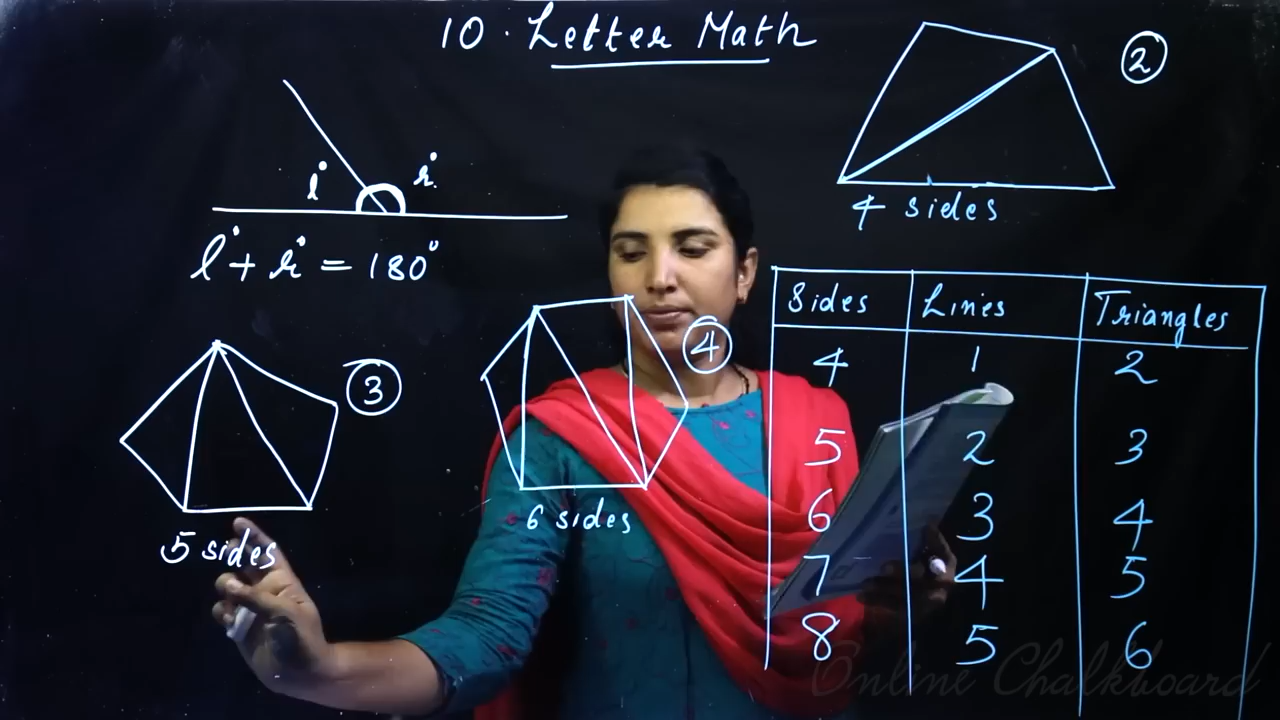 10. Letter Math
2
l° r°
l° + r° = 180°
4 sides
3
5 sides
4
6 sides
Sides Lines Triangles
4 1 2
5 2 3
6 3 4
7 4 5
8 5 6
Online Chalkboard